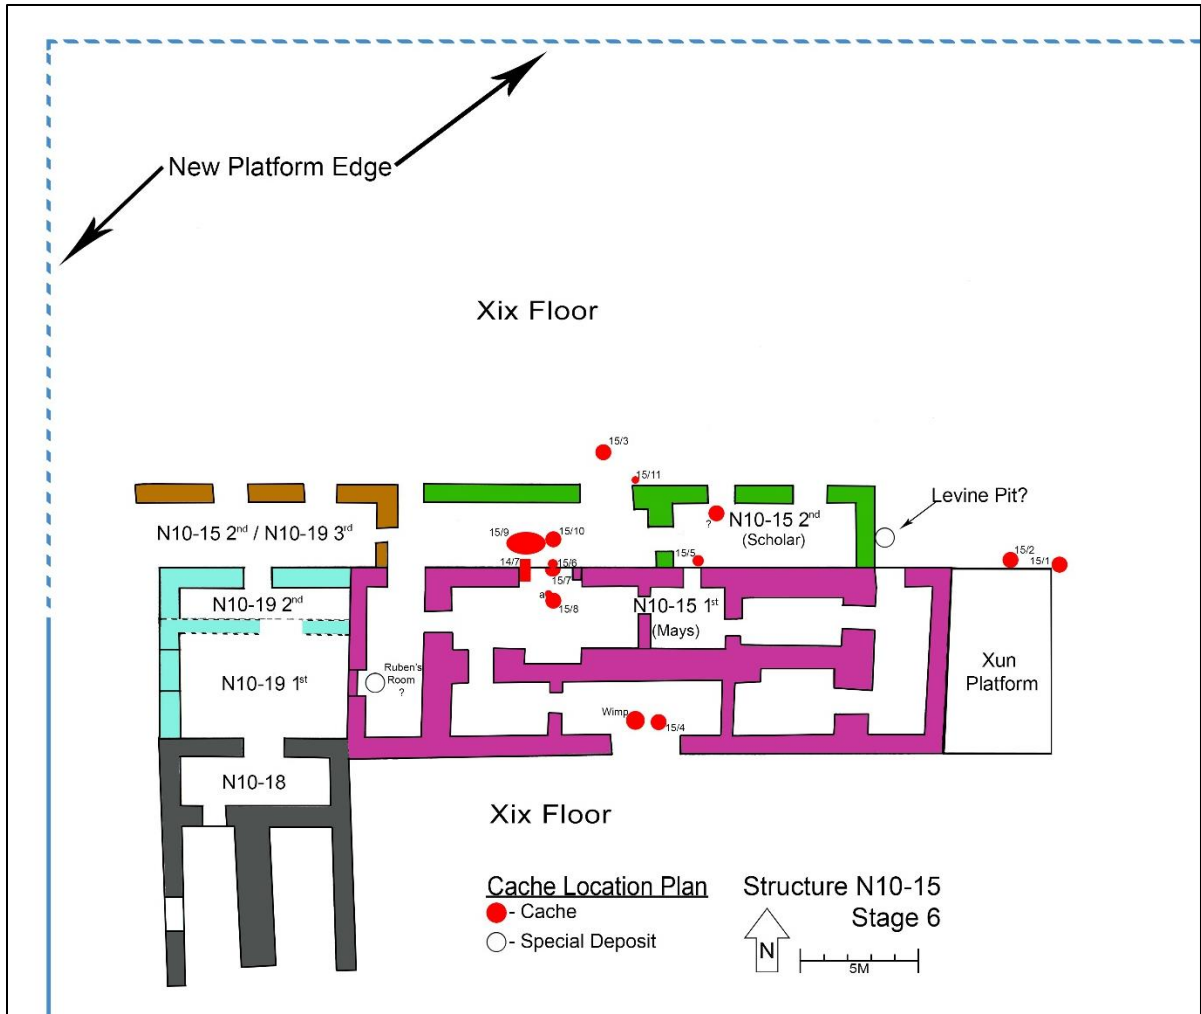 New Platform Edge
Xix Floor
15/3
15/11
Levine Pit?
N10-15 2nd / N10-19 3rd
15/9
15/10
?
N10-15 2nd
(Scholar)
14/7
15/6
15/5
15/2
15/1
15/7
N10-19 2nd
a
15/8
N10-15 1st
(Mays)
N10-19 1st
Ruben's
Room
?
Xun
Platform
Wimp
15/4
N10-18
Xix Floor
Cache Location Plan
- Cache
- Special Deposit
Structure N10-15
Stage 6
N
5M